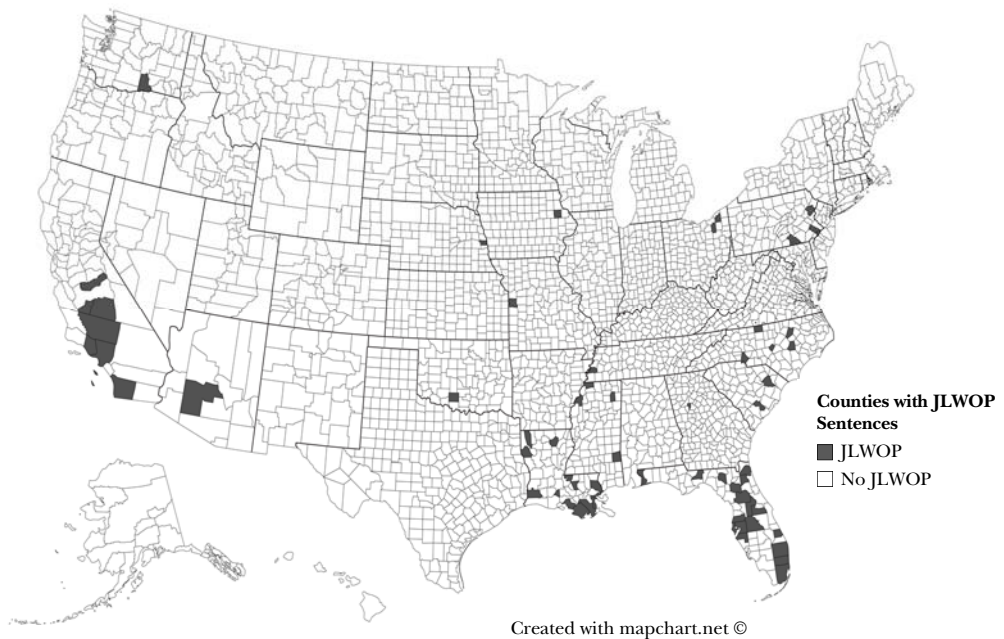 Counties with JLWOP
Sentences
JLWOP
No JLWOP
Created with mapchart.net ©